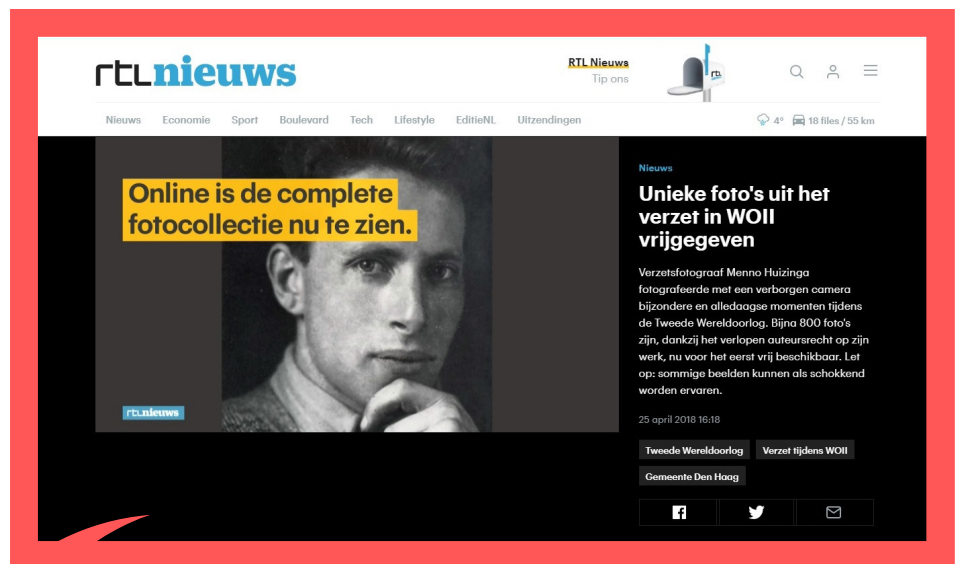 rtlnieuws
RTL Nieuws
Tip ons
rtl
Nieuws Economie Sport Boulevard Tech Lifestyle EditieNL Uitzendingen
4° 18 files / 55 km
Online is de complete
fotocollectie nu te zien.
rtlnieuws
Nieuws
Unieke foto's uit het
verzet in WOII
vrijgegeven
Verzetsfotograaf Menno Huizinga
fotografeerde met een verborgen camera
bijzondere en alledaagse momenten tijdens
de Tweede Wereldoorlog. Bijna 800 foto's
zijn, dankzij het verlopen auteursrecht op zijn
werk, nu voor het eerst vrij beschikbaar. Let
op: sommige beelden kunnen als schokkend
worden ervaren.
25 april 2018 16:18
Tweede Wereldoorlog Verzet tijdens WOII
Gemeente Den Haag